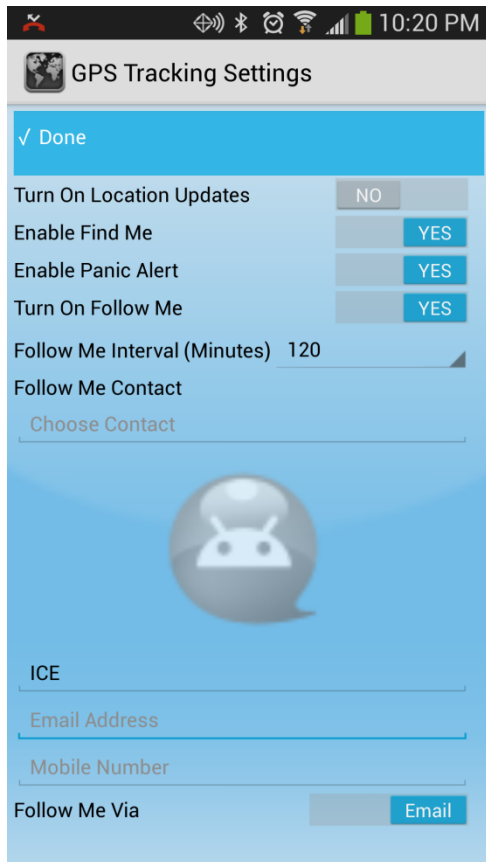 10:20 PM
GPS Tracking Settings
√ Done
Turn On Location Updates NO
Enable Find Me YES
Enable Panic Alert YES
Turn On Follow Me YES
Follow Me Interval (Minutes) 120
Follow Me Contact
Choose Contact
ICE
Email Address
Mobile Number
Follow Me Via Email